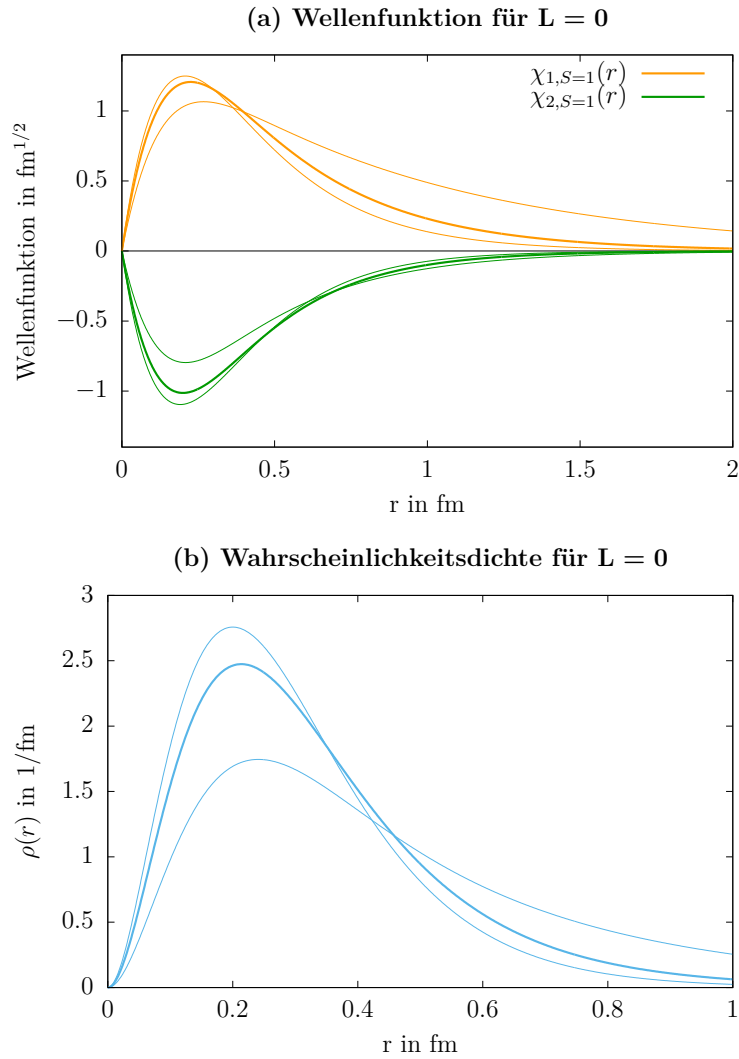 (a) Wellenfunktion für L = 0
χ1,S=1(r)
χ2,S=1(r)
Wellenfunktion in fm^1/2
1
0.5
0
−0.5
−1
0 0.5 1 1.5 2
r in fm
(b) Wahrscheinlichkeitsdichte für L = 0
ρ(r) in 1/fm
3
2.5
2
1.5
1
0.5
0
0 0.2 0.4 0.6 0.8 1
r in fm